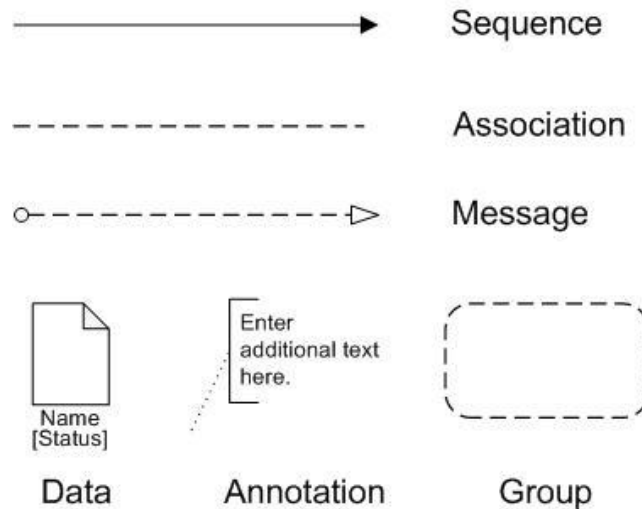 Sequence
Association
Message
Enter
additional text
here.
Name
[Status]
Data
Annotation
Group